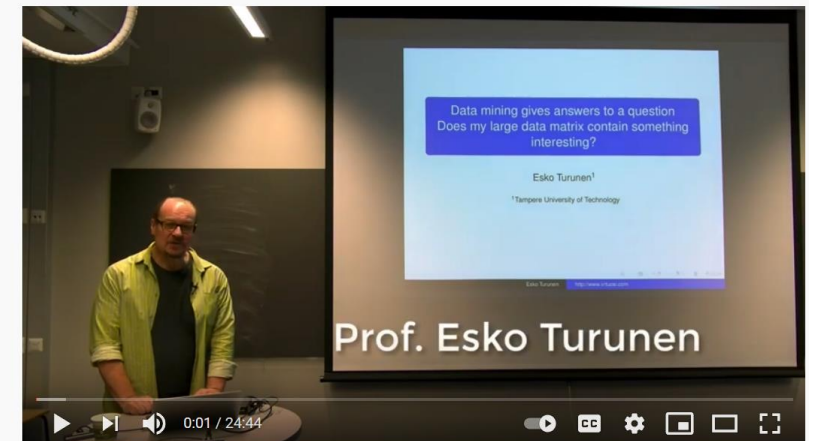 Data mining gives answers to a question
Does my large data matrix contain something
interesting?
Esko Turunen¹
¹Tampere University of Technology
Esko Turunen
Prof. Esko Turunen
0:01 / 24:44
CC